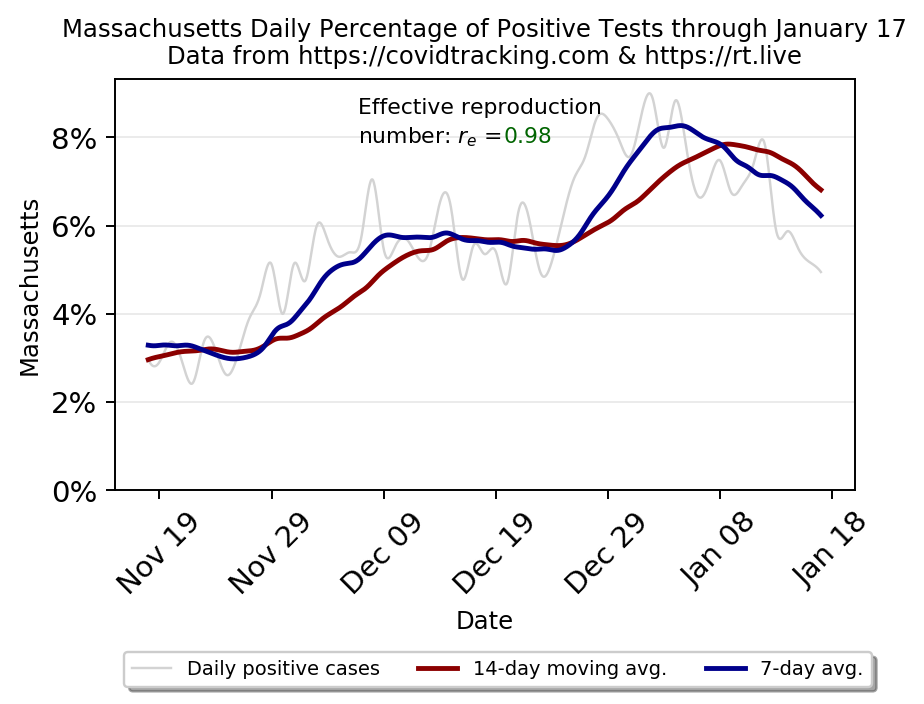 Massachusetts Daily Percentage of Positive Tests through January 17
Data from https://covidtracking.com & https://rt.live
Effective reproduction
number: rₑ =0.98
8%
6%
4%
2%
0%
Massachusetts
Nov 19
Nov 29
Dec 09
Dec 19
Dec 29
Jan 08
Jan 18
Date
Daily positive cases
14-day moving avg.
7-day avg.